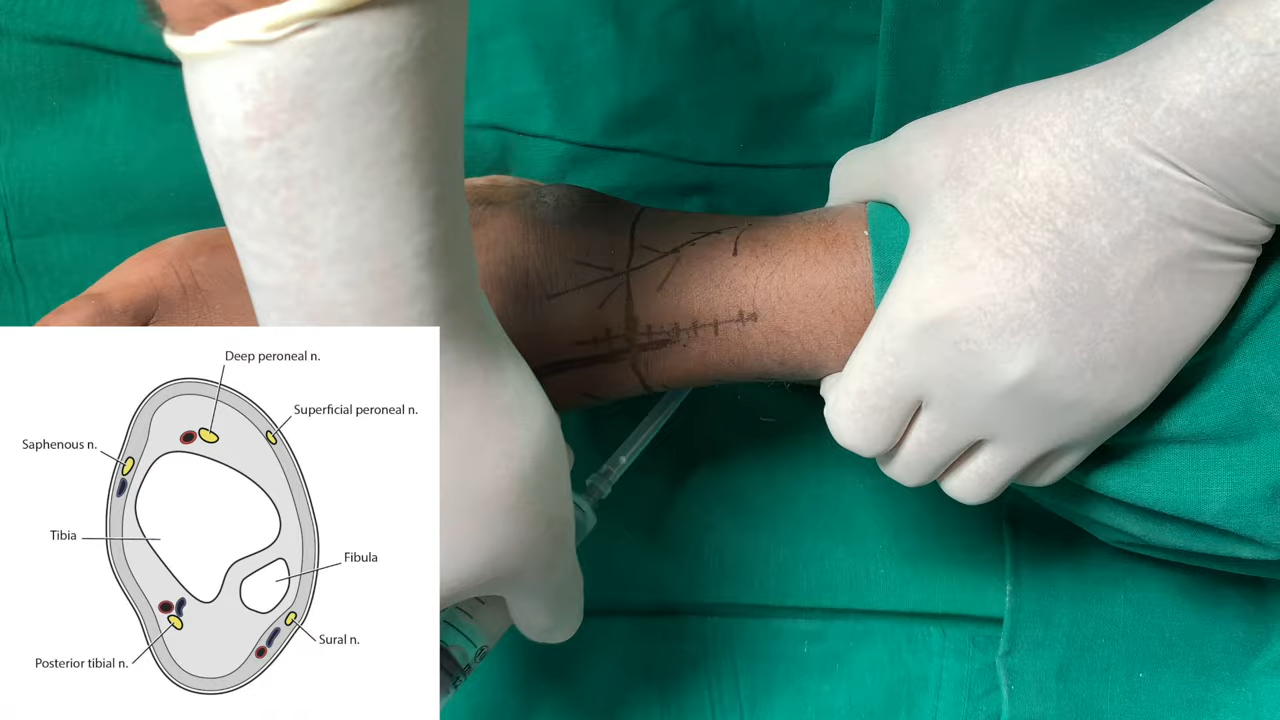 Deep peroneal n.
Superficial peroneal n.
Saphenous n.
Tibia
Fibula
Sural n.
Posterior tibial n.